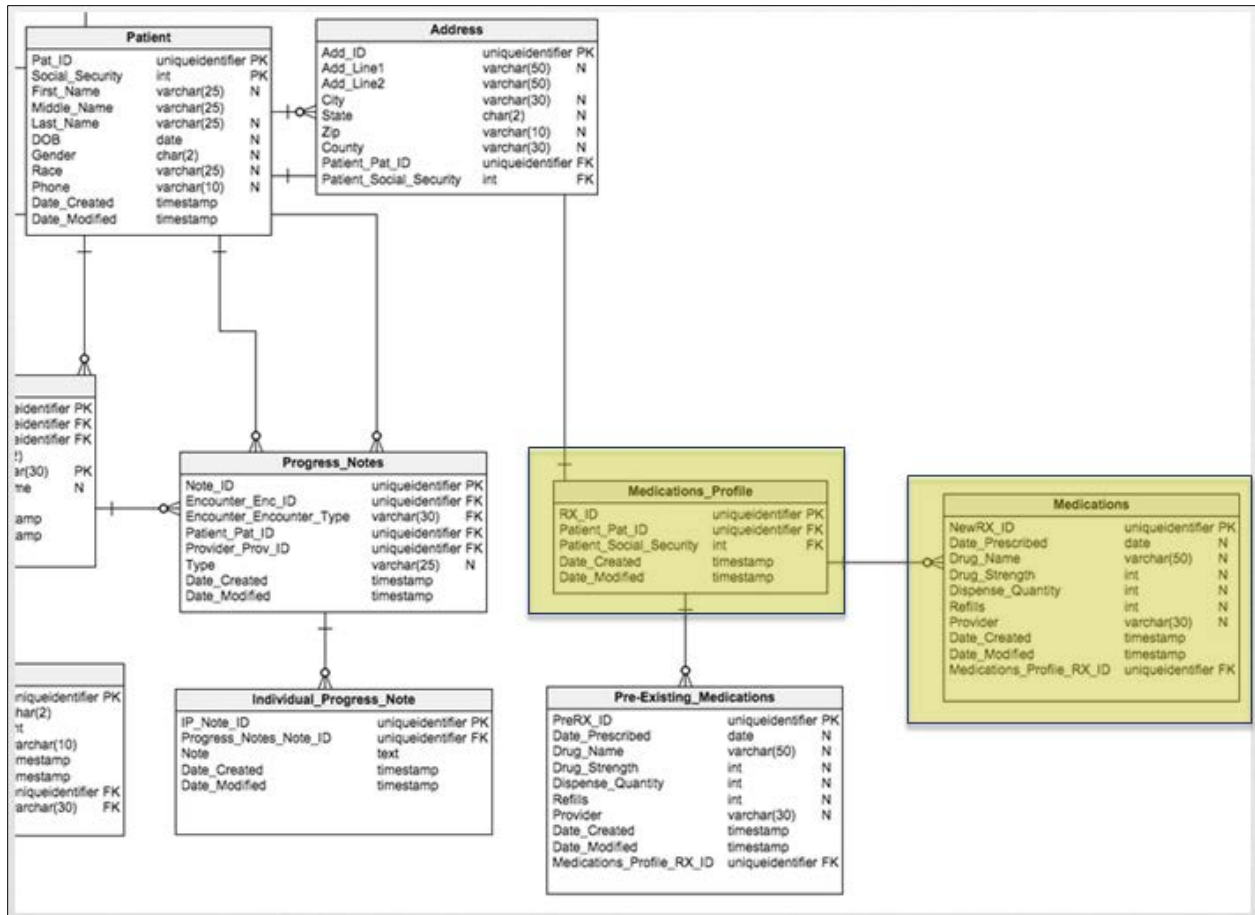 Patient
Pat_ID uniqueidentifier PK
Social_Security int PK
First_Name varchar(25) N
Middle_Name varchar(25)
Last_Name varchar(25) N
DOB date N
Gender char(2) N
Race varchar(25) N
Phone varchar(10) N
Date_Created timestamp
Date_Modified timestamp
Address
Add_ID uniqueidentifier PK
Add_Line1 varchar(50) N
Add_Line2 varchar(50)
City varchar(30) N
State char(2) N
Zip varchar(10) N
County varchar(30) N
Patient_Pat_ID uniqueidentifier FK
Patient_Social_Security int FK
PK
FK
FK
PK
N
Progress_Notes
Note_ID uniqueidentifier PK
Encounter_Enc_ID uniqueidentifier FK
Encounter_Encounter_Type varchar(30) FK
Patient_Pat_ID uniqueidentifier FK
Provider_Prov_ID uniqueidentifier FK
Type varchar(25) N
Date_Created timestamp
Date_Modified timestamp
Medications_Profile
RX_ID uniqueidentifier PK
Patient_Pat_ID uniqueidentifier FK
Patient_Social_Security int FK
Date_Created timestamp
Date_Modified timestamp
Medications
NewRX_ID uniqueidentifier PK
Date_Prescribed date N
Drug_Name varchar(50) N
Drug_Strength int N
Dispense_Quantity int N
Refills int N
Provider varchar(30) N
Date_Created timestamp
Date_Modified timestamp
Medications_Profile_RX_ID uniqueidentifier FK
PK
FK
FK
Individual_Progress_Note
IP_Note_ID uniqueidentifier PK
Progress_Notes_Note_ID uniqueidentifier FK
Note text
Date_Created timestamp
Date_Modified timestamp
Pre-Existing_Medications
PreRX_ID uniqueidentifier PK
Date_Prescribed date N
Drug_Name varchar(50) N
Drug_Strength int N
Dispense_Quantity int N
Refills int N
Provider varchar(30) N
Date_Created timestamp
Date_Modified timestamp
Medications_Profile_RX_ID uniqueidentifier FK